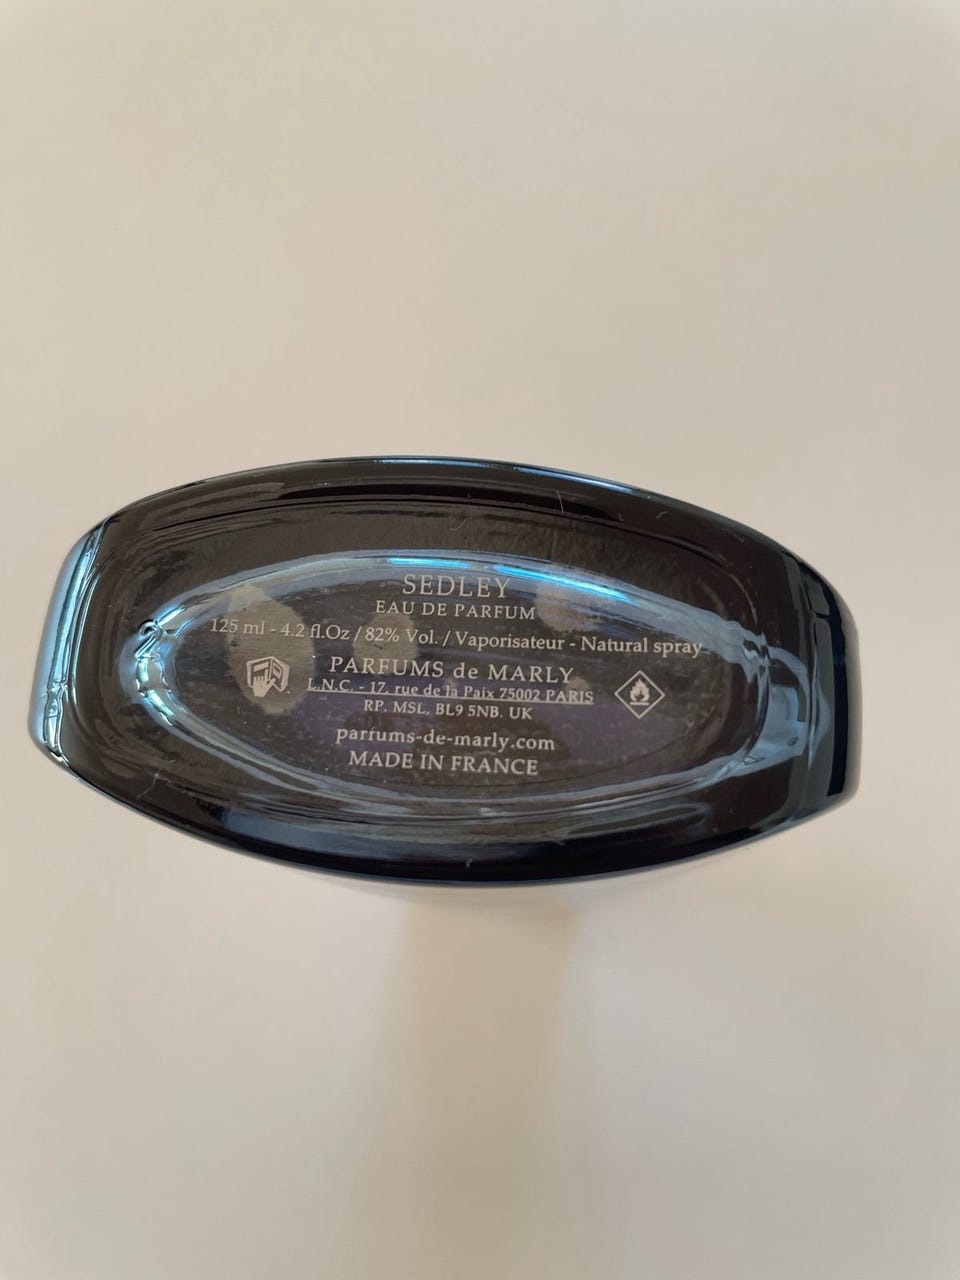 SEDLEY
EAU DE PARFUM
125 ml - 4.2 fl.Oz / 82% Vol. / Vaporisateur - Natural spray
PARFUMS de MARLY
L.N.C. - 17, rue de la Paix 75002 PARIS
RP. MSL, BL9 5NB. UK
parfums-de-marly.com
MADE IN FRANCE